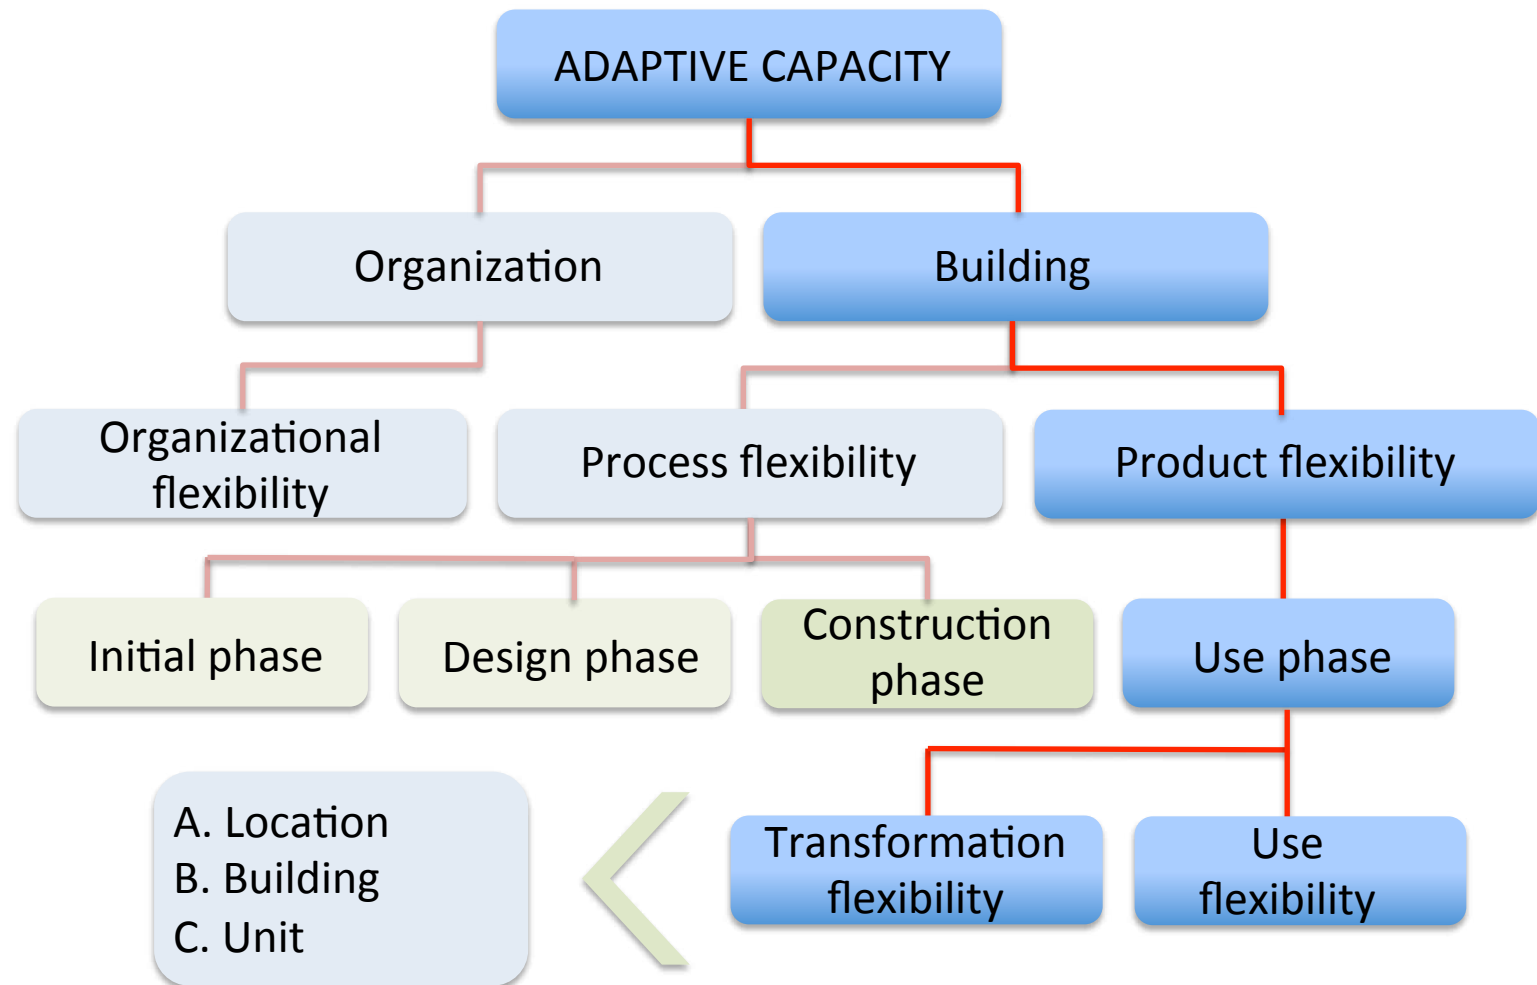 ADAPTIVE CAPACITY
Organization
Building
Organizational
flexibility
Process flexibility
Product flexibility
Initial phase
Design phase
Construction
phase
Use phase
A. Location
B. Building
C. Unit
Transformation
flexibility
Use
flexibility